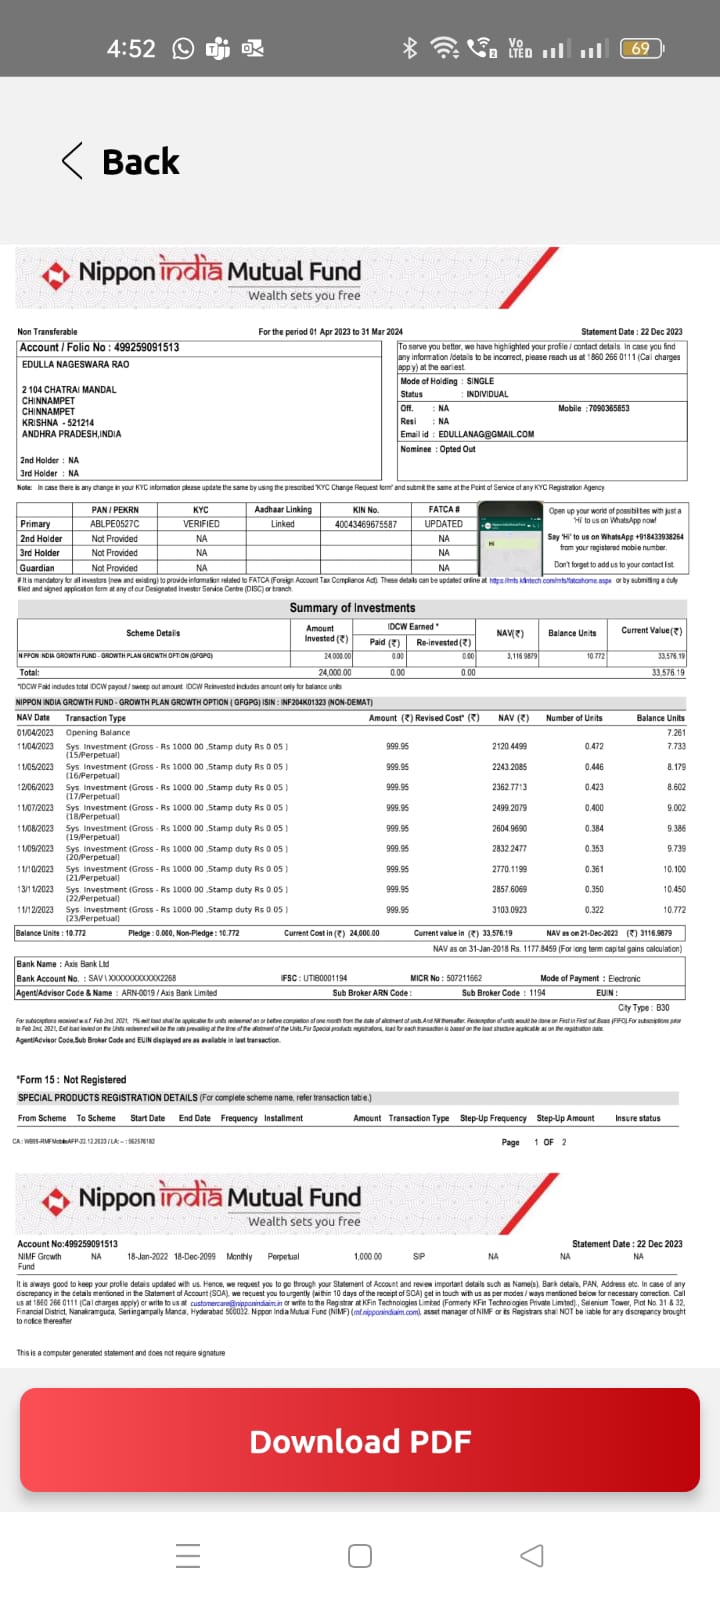 4:52
Vo LTED
69
Back
Nippon india Mutual Fund
Wealth sets you free
Non Transferable For the period 01 Apr 2023 to 31 Mar 2024 Statement Date : 22 Dec 2023
Account / Folio No : 499259091513
EDULLA NAGESWARA RAO
2 104 CHATRAI MANDAL
CHINNAMPET
CHINNAMPET
KRISHNA - 521214
ANDHRA PRADESH,INDIA
2nd Holder : NA
3rd Holder : NA
To serve you better, we have highlighted your profile / contact details. In case you find
any information /details to be incorrect, please reach us at 1860 266 0111 (Call charges
apply) at the earliest.
Mode of Holding : SINGLE
Status : INDIVIDUAL
Off. : NA Mobile :7090365853
Resi : NA
Email id : EDULLANAG@GMAIL.COM
Nominee : Opted Out
Note: In case there is any change in your KYC information please update the same by using the prescribed 'KYC Change Request form' and submit the same at the Point of Service of any KYC Registration Agency.
PAN / PEKRN KYC Aadhaar Linking KIN No. FATCA #
Primary ABLPE0527C VERIFIED Linked 40043469675587 UPDATED
2nd Holder Not Provided NA NA
3rd Holder Not Provided NA NA
Guardian Not Provided NA NA
Hi
Open up your world of possibilities with just a
'Hi' to us on WhatsApp now!
Say 'Hi' to us on WhatsApp +918433938264
from your registered mobile number.
Don't forget to add us to your contact list.
# It is mandatory for all investors (new and existing) to provide information related to FATCA (Foreign Account Tax Compliance Act). These details can be updated online at https://mfs.kfintech.com/mfs/fatcahome.aspx or by submitting a duly
filled and signed application form at any of our Designated Investor Service Centre (DISC) or branch.
Summary of Investments
Scheme Details Amount Invested (₹) IDCW Earned * Paid (₹) Re-invested (₹) NAV(₹) Balance Units Current Value(₹)
NIPPON INDIA GROWTH FUND - GROWTH PLAN GROWTH OPTION (GFGPG) 24,000.00 0.00 0.00 3,116.9879 10.772 33,576.19
Total: 24,000.00 0.00 0.00 33,576.19
*IDCW Paid includes total IDCW payout / sweep out amount. IDCW Reinvested includes amount only for balance units
NIPPON INDIA GROWTH FUND - GROWTH PLAN GROWTH OPTION ( GFGPG) ISIN : INF204K01323 (NON-DEMAT)
NAV Date Transaction Type Amount (₹) Revised Cost* (₹) NAV (₹) Number of Units Balance Units
01/04/2023 Opening Balance 7.261
11/04/2023 Sys. Investment (Gross - Rs 1000.00 ,Stamp duty Rs 0.05 ) 999.95 2120.4499 0.472 7.733
(15/Perpetual)
11/05/2023 Sys. Investment (Gross - Rs 1000.00 ,Stamp duty Rs 0.05 ) 999.95 2243.2085 0.446 8.179
(16/Perpetual)
12/06/2023 Sys. Investment (Gross - Rs 1000.00 ,Stamp duty Rs 0.05 ) 999.95 2362.7713 0.423 8.602
(17/Perpetual)
11/07/2023 Sys. Investment (Gross - Rs 1000.00 ,Stamp duty Rs 0.05 ) 999.95 2499.2079 0.400 9.002
(18/Perpetual)
11/08/2023 Sys. Investment (Gross - Rs 1000.00 ,Stamp duty Rs 0.05 ) 999.95 2604.9690 0.384 9.386
(19/Perpetual)
11/09/2023 Sys. Investment (Gross - Rs 1000.00 ,Stamp duty Rs 0.05 ) 999.95 2832.2477 0.353 9.739
(20/Perpetual)
11/10/2023 Sys. Investment (Gross - Rs 1000.00 ,Stamp duty Rs 0.05 ) 999.95 2770.1199 0.361 10.100
(21/Perpetual)
13/11/2023 Sys. Investment (Gross - Rs 1000.00 ,Stamp duty Rs 0.05 ) 999.95 2857.6069 0.350 10.450
(22/Perpetual)
11/12/2023 Sys. Investment (Gross - Rs 1000.00 ,Stamp duty Rs 0.05 ) 999.95 3103.0923 0.322 10.772
(23/Perpetual)
Balance Units : 10.772 Pledge : 0.000, Non-Pledge : 10.772 Current Cost in (₹) 24,000.00 Current value in (₹) 33,576.19 NAV as on 21-Dec-2023 (₹) 3116.9879
NAV as on 31-Jan-2018 Rs. 1177.8459 (For long term capital gains calculation)
Bank Name : Axis Bank Ltd
Bank Account No. : SAV \ XXXXXXXXXXX2268 IFSC : UTIB0001194 MICR No : 507211662 Mode of Payment : Electronic
Agent/Advisor Code & Name : ARN-0019 / Axis Bank Limited Sub Broker ARN Code : Sub Broker Code : 1194 EUIN :
City Type : B30
For subscriptions received w.e.f. Feb 2nd, 2021, 1% exit load shall be applicable for units redeemed on or before completion of one month from the date of allotment of units.And Nil thereafter. Redemption of units would be done on First in First out Basis (FIFO).For subscriptions prior
to Feb 2nd, 2021, Exit load levied on the Units redeemed will be the rate prevailing at the time of the allotment of the Units.For Special products registrations, load for each transaction is based on the load structure applicable as on the registration date.
Agent/Advisor Code,Sub Broker Code and EUIN displayed are as available in last transaction.
*Form 15 : Not Registered
SPECIAL PRODUCTS REGISTRATION DETAILS (For complete scheme name, refer transaction table.)
From Scheme To Scheme Start Date End Date Frequency Installment Amount Transaction Type Step-Up Frequency Step-Up Amount Insure status
Page 1 OF 2
Nippon india Mutual Fund
Wealth sets you free
Account No:499259091513 Statement Date : 22 Dec 2023
NIMF Growth NA 18-Jan-2022 18-Dec-2099 Monthly Perpetual 1,000.00 SIP NA NA NA
Fund
It is always good to keep your profile details updated with us. Hence, we request you to go through your Statement of Account and review important details such as Name(s), Bank details, PAN, Address etc. In case of any
discrepancy in the details mentioned in the Statement of Account (SOA), we request you to urgently (within 10 days of the receipt of SOA) get in touch with us as per modes / ways mentioned below for necessary correction. Call
us at 1860 266 0111 (Call charges apply) or write to us at customercare@nipponindiaim.in or write to the Registrar at KFin Technologies Limited (Formerly KFin Technologies Private Limited), Selenium Tower, Plot No. 31 & 32,
Financial District, Nanakramguda, Serilingampally Mandal, Hyderabad 500032. Nippon India Mutual Fund (NIMF) (mf.nipponindiaim.com), asset manager of NIMF or its Registrars shall NOT be liable for any discrepancy brought
to notice thereafter
This is a computer generated statement and does not require signature
Download PDF